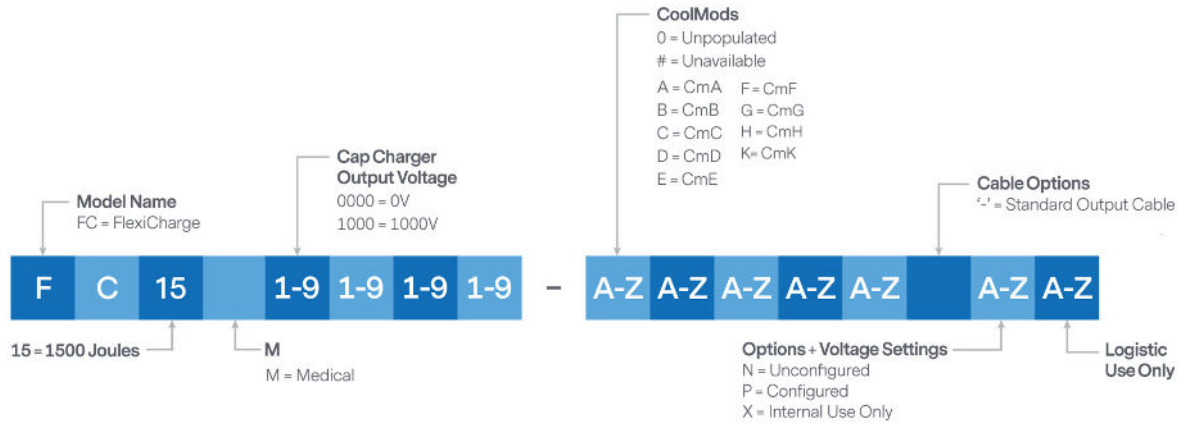 CoolMods
0 = Unpopulated
# = Unavailable
A = CmA F = CmF
B = CmB G = CmG
C = CmC H = CmH
D = CmD K= CmK
E = CmE
Cap Charger
Output Voltage
0000 = 0V
1000 = 1000V
Model Name
FC = FlexiCharge
Cable Options
‘-’ = Standard Output Cable
F C 15 1-9 1-9 1-9 1-9 – A-Z A-Z A-Z A-Z A-Z A-Z A-Z
15 = 1500 Joules
M
M = Medical
Options + Voltage Settings
N = Unconfigured
P = Configured
X = Internal Use Only
Logistic
Use Only